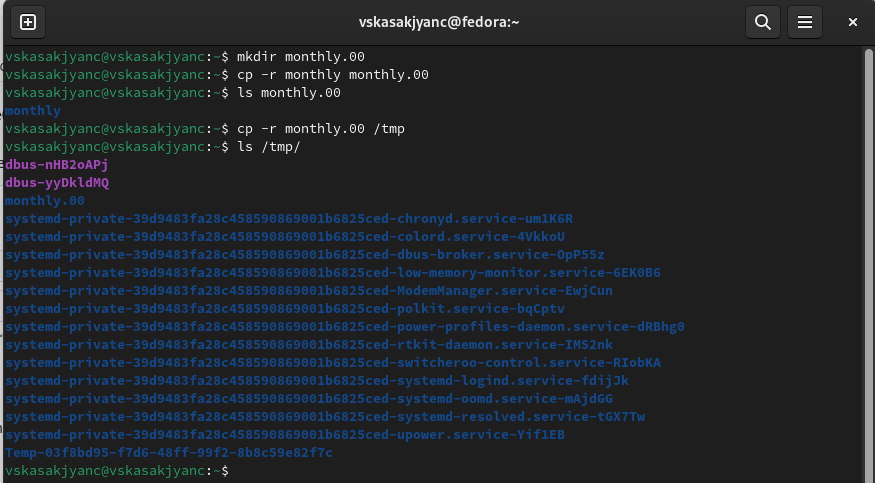 vskasakjyanc@fedora:~
vskasakjyanc@vskasakjyanc:~$ mkdir monthly.00
vskasakjyanc@vskasakjyanc:~$ cp -r monthly monthly.00
vskasakjyanc@vskasakjyanc:~$ ls monthly.00
monthly
vskasakjyanc@vskasakjyanc:~$ cp -r monthly.00 /tmp
vskasakjyanc@vskasakjyanc:~$ ls /tmp/
dbus-nHB2oAPj
dbus-yyDkldMQ
monthly.00
systemd-private-39d9483fa28c458590869001b6825ced-chronyd.service-um1K6R
systemd-private-39d9483fa28c458590869001b6825ced-colord.service-4VkkoU
systemd-private-39d9483fa28c458590869001b6825ced-dbus-broker.service-OpP55z
systemd-private-39d9483fa28c458590869001b6825ced-low-memory-monitor.service-6EK0B6
systemd-private-39d9483fa28c458590869001b6825ced-ModemManager.service-EwjCun
systemd-private-39d9483fa28c458590869001b6825ced-polkit.service-bqCptv
systemd-private-39d9483fa28c458590869001b6825ced-power-profiles-daemon.service-dRBhg0
systemd-private-39d9483fa28c458590869001b6825ced-rtkit-daemon.service-IMS2nk
systemd-private-39d9483fa28c458590869001b6825ced-switcheroo-control.service-RIobKA
systemd-private-39d9483fa28c458590869001b6825ced-systemd-logind.service-fdijJk
systemd-private-39d9483fa28c458590869001b6825ced-systemd-oomd.service-mAjdGG
systemd-private-39d9483fa28c458590869001b6825ced-systemd-resolved.service-tGX7Tw
systemd-private-39d9483fa28c458590869001b6825ced-upower.service-Yif1EB
Temp-03f8bd95-f7d6-48ff-99f2-8b8c59e82f7c
vskasakjyanc@vskasakjyanc:~$